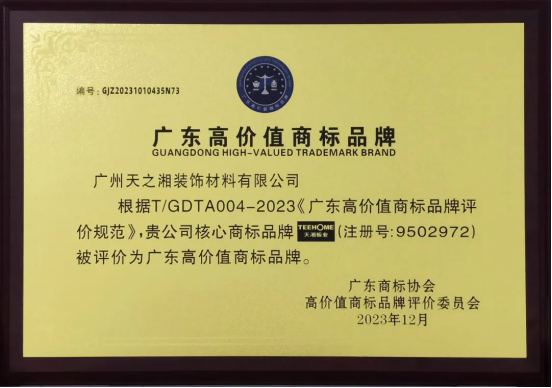 编号：GJZ20231010435N73
广东高价值商标品牌
GUANGDONG HIGH-VALUED TRADEMARK BRAND
广州天之湘装饰材料有限公司
根据T/GDTA004-2023《广东高价值商标品牌评
价规范》，贵公司核心商标品牌 TEEHOME 天湘板业 (注册号:9502972)
被评价为广东高价值商标品牌。
广东商标协会
高价值商标品牌评价委员会
2023年12月